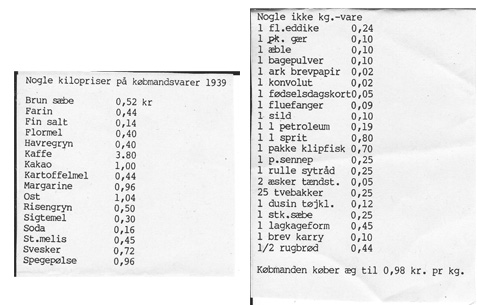 Nogle kilopriser på købmandsvarer 1939
Brun sæbe 0,52 kr
Farin 0,44
Fin salt 0,14
Flormel 0,40
Havregryn 0,40
Kaffe 3.80
Kakao 1,00
Kartoffelmel 0,44
Margarine 0,96
Ost 1,04
Risengryn 0,50
Sigtemel 0,30
Soda 0,16
St.melis 0,45
Svesker 0,72
Spegepølse 0,96
Nogle ikke kg.-vare
1 fl.eddike 0,24
1 pk. gær 0,10
1 æble 0,10
1 bagepulver 0,10
1 ark brevpapir 0,02
1 konvolut 0,02
1 fødselsdagskort0,05
1 fluefanger 0,09
1 sild 0,10
1 l petroleum 0,19
1 l sprit 0,80
1 pakke klipfisk 0,70
1 p.sennep 0,25
1 rulle sytråd 0,25
2 æsker tændst. 0,05
25 tvebakker 0,25
1 dusin tøjkl. 0,12
1 stk.sæbe 0,25
1 lagkageform 0,45
1 brev karry 0,10
1/2 rugbrød 0,44
Købmanden køber æg til 0,98 kr. pr kg.